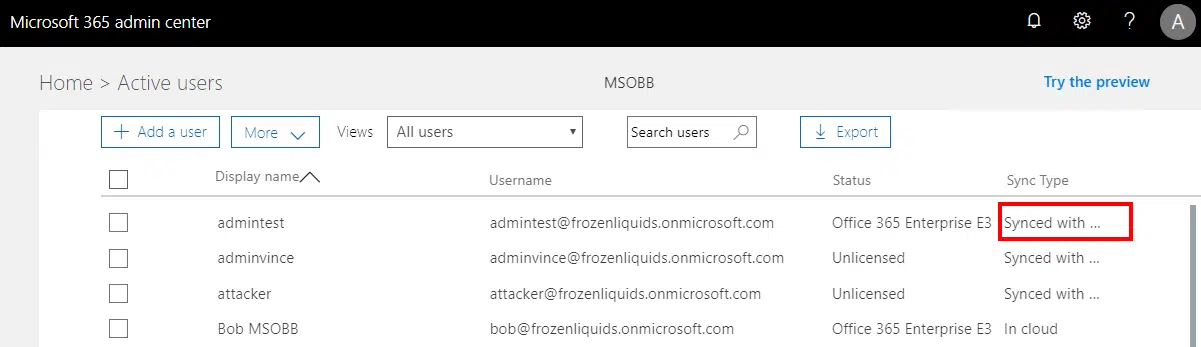 Microsoft 365 admin center ? A
Home > Active users MSOBB Try the preview
+ Add a user More Views All users Search users Export
Display name Username Status Sync Type
admintest admintest@frozenliquids.onmicrosoft.com Office 365 Enterprise E3 Synced with ...
adminvince adminvince@frozenliquids.onmicrosoft.com Unlicensed Synced with ...
attacker attacker@frozenliquids.onmicrosoft.com Unlicensed Synced with ...
Bob MSOBB bob@frozenliquids.onmicrosoft.com Office 365 Enterprise E3 In cloud